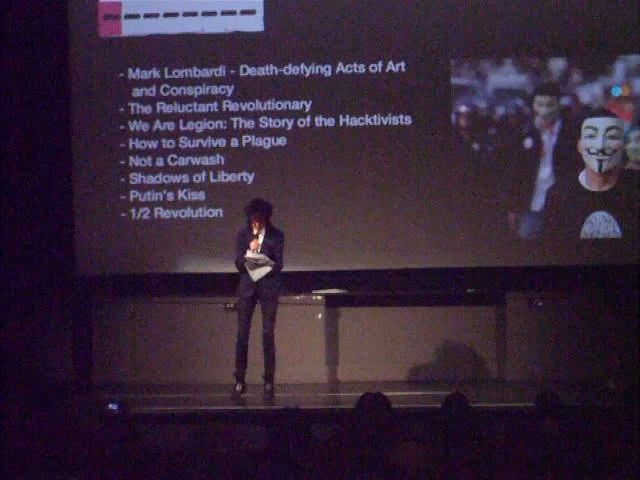 - Mark Lombardi - Death-defying Acts of Art
and Conspiracy
- The Reluctant Revolutionary
- We Are Legion: The Story of the Hacktivists
- How to Survive a Plague
- Not a Carwash
- Shadows of Liberty
- Putin's Kiss
- 1/2 Revolution